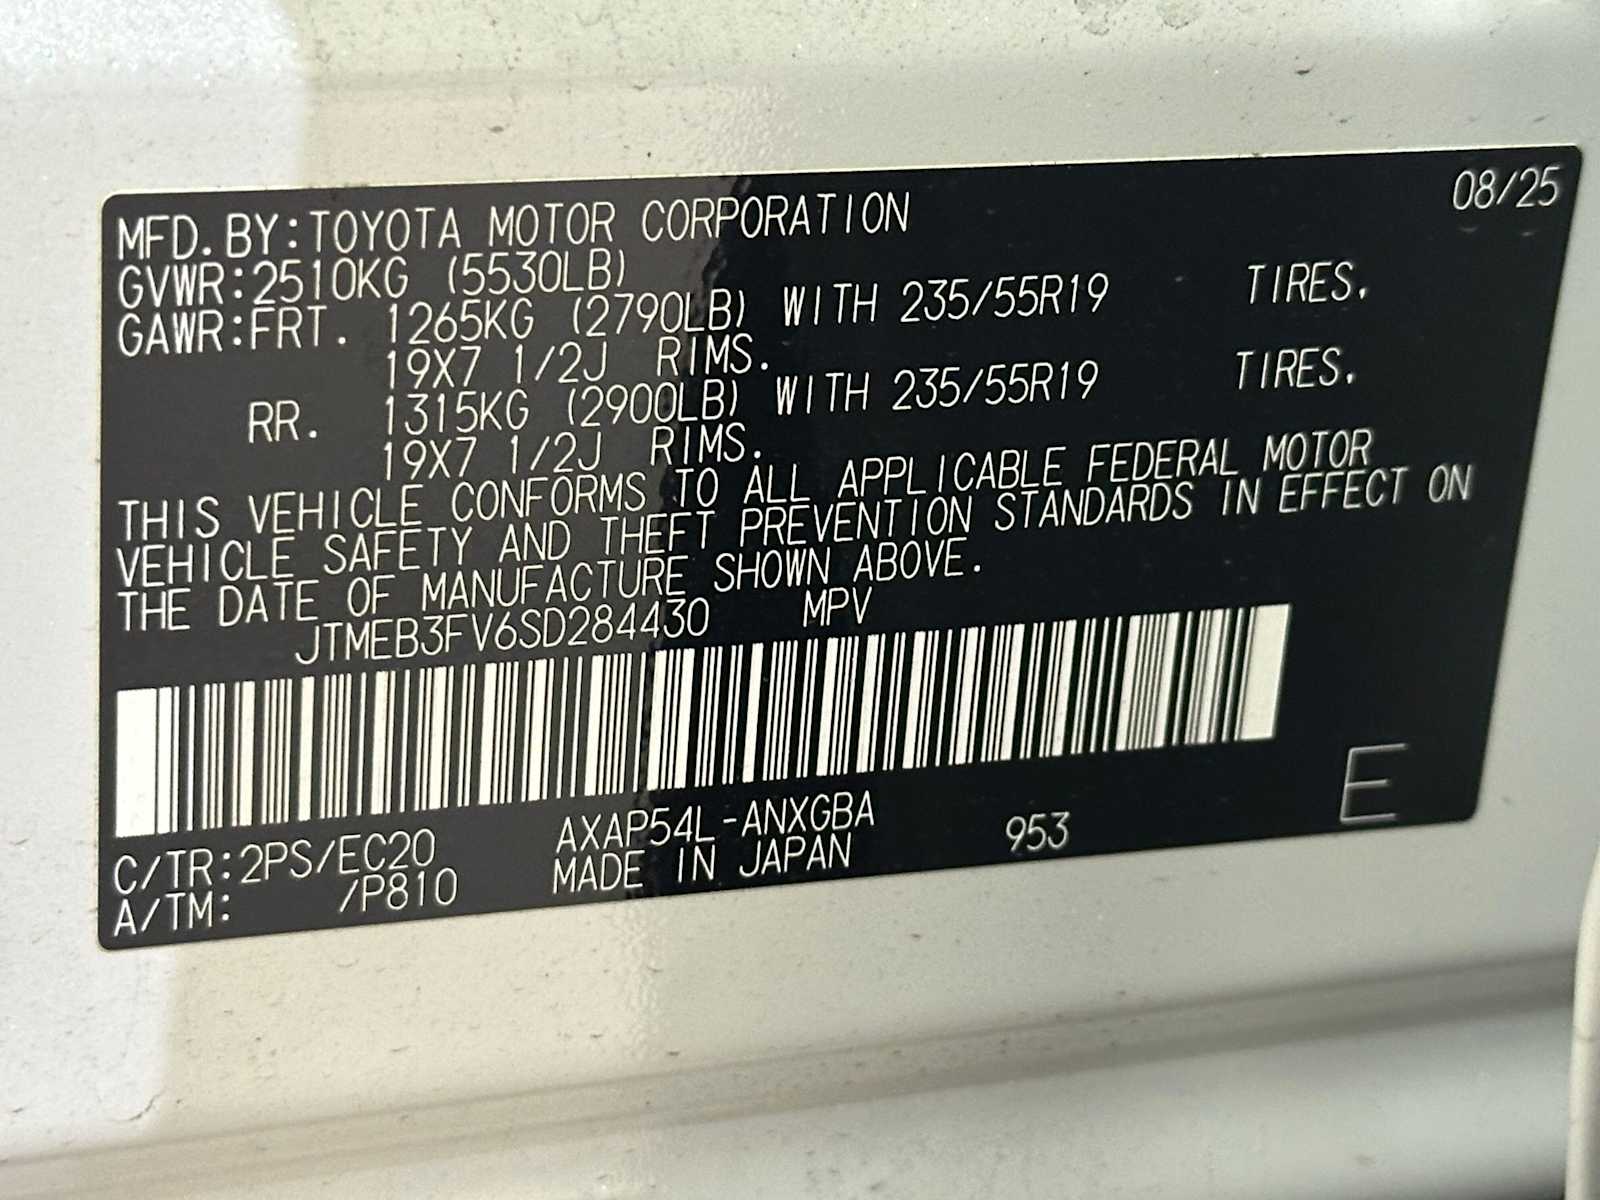 08/25
MFD.BY:TOYOTA MOTOR CORPORATION
GVWR:2510KG (5530LB)
GAWR:FRT. 1265KG (2790LB) WITH 235/55R19 TIRES,
19X7 1/2J RIMS.
RR. 1315KG (2900LB) WITH 235/55R19 TIRES,
19X7 1/2J RIMS.
THIS VEHICLE CONFORMS TO ALL APPLICABLE FEDERAL MOTOR
VEHICLE SAFETY AND THEFT PREVENTION STANDARDS IN EFFECT ON
THE DATE OF MANUFACTURE SHOWN ABOVE.
JTMEB3FV6SD284430 MPV
C/TR:2PS/EC20 AXAP54L-ANXGBA 953 E
A/TM: /P810 MADE IN JAPAN